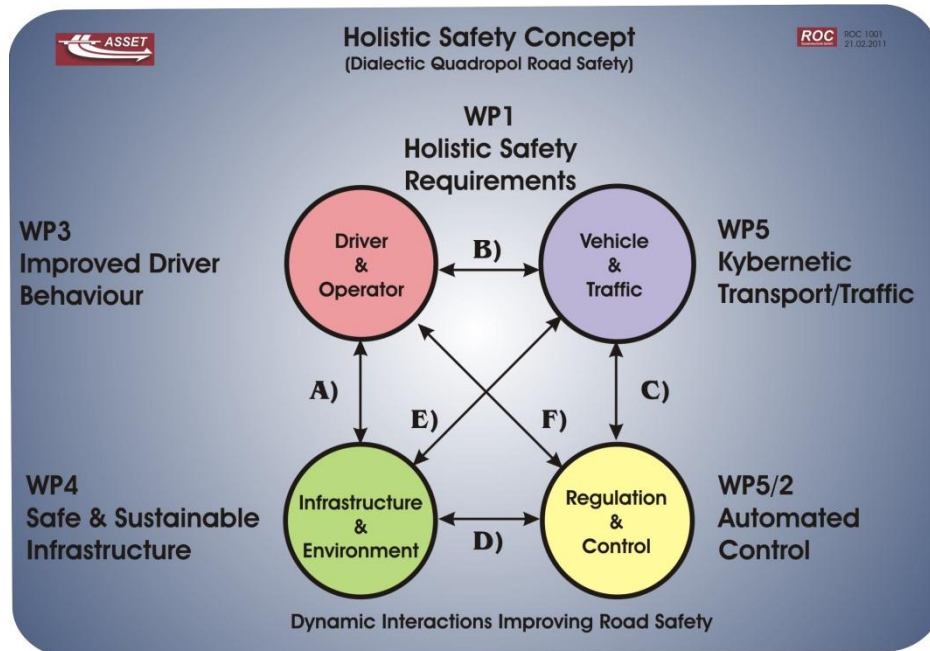 ASSET
Holistic Safety Concept
(Dialectic Quadropol Road Safety)
ROC
ROC 1001
21.02.2011
WP1
Holistic Safety
Requirements
WP3
Improved Driver
Behaviour
Driver
&
Operator
B)
Vehicle
&
Traffic
WP5
Kybernetic
Transport/Traffic
A)
E)
F)
C)
WP4
Safe & Sustainable
Infrastructure
Infrastructure
&
Environment
D)
Regulation
&
Control
WP5/2
Automated
Control
Dynamic Interactions Improving Road Safety